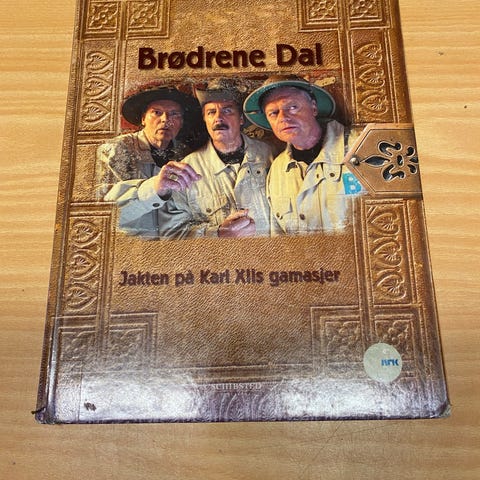 Brødrene Dal
B
Jakten på Karl XIIs gamasjer
NRK
SCHIBSTED